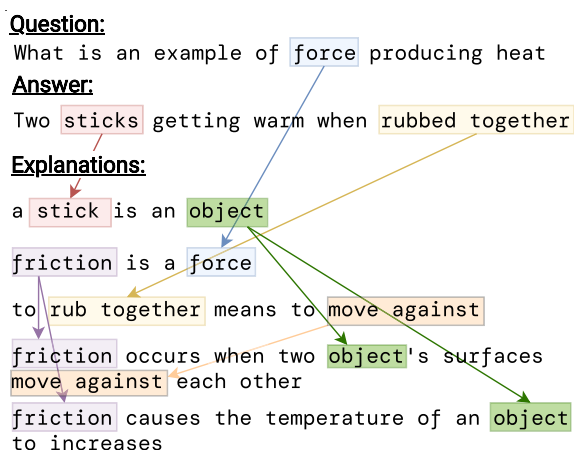 Question:
What is an example of force producing heat
Answer:
Two sticks getting warm when rubbed together
Explanations:
a stick is an object
friction is a force
to rub together means to move against
friction occurs when two object's surfaces
move against each other
friction causes the temperature of an object
to increases